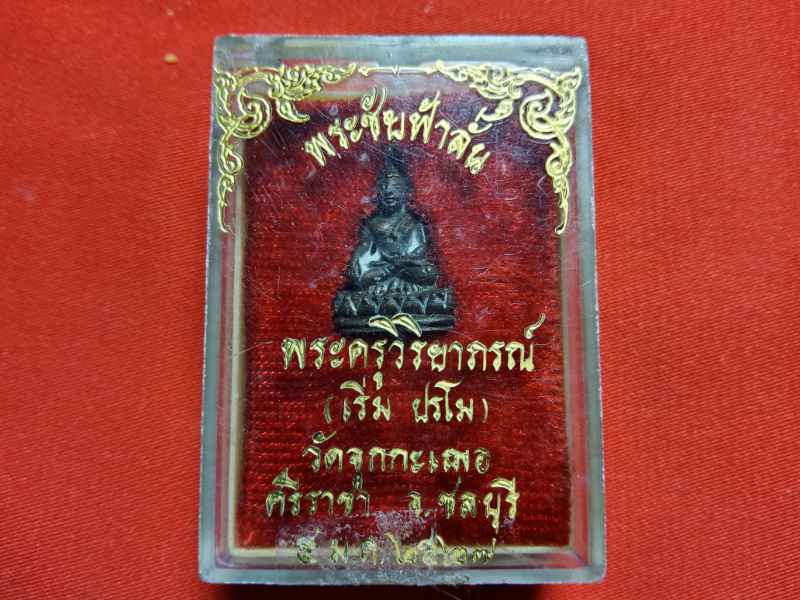 พระชัยฟ้าลั่น
พระครูวิริยาภรณ์
(เริ่ม ปรโม)
วัดจุกกะเฌอ
ศรีราชา จ.ชลบุรี
๕ ม.ค. ๒๕๒๗